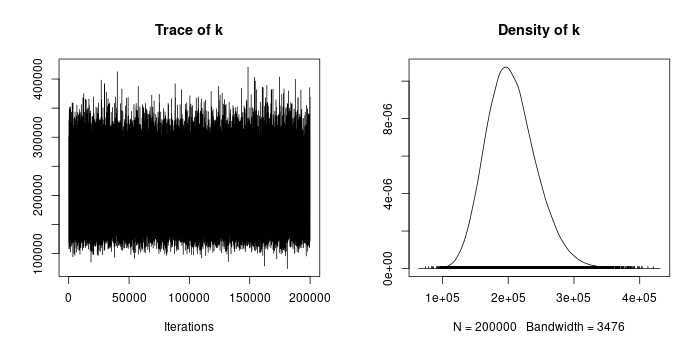 Trace of k
100000 200000 300000 400000
0 50000 100000 150000 200000
Iterations
Density of k
0e+00 4e-06 8e-06
1e+05 2e+05 3e+05 4e+05
N = 200000 Bandwidth = 3476